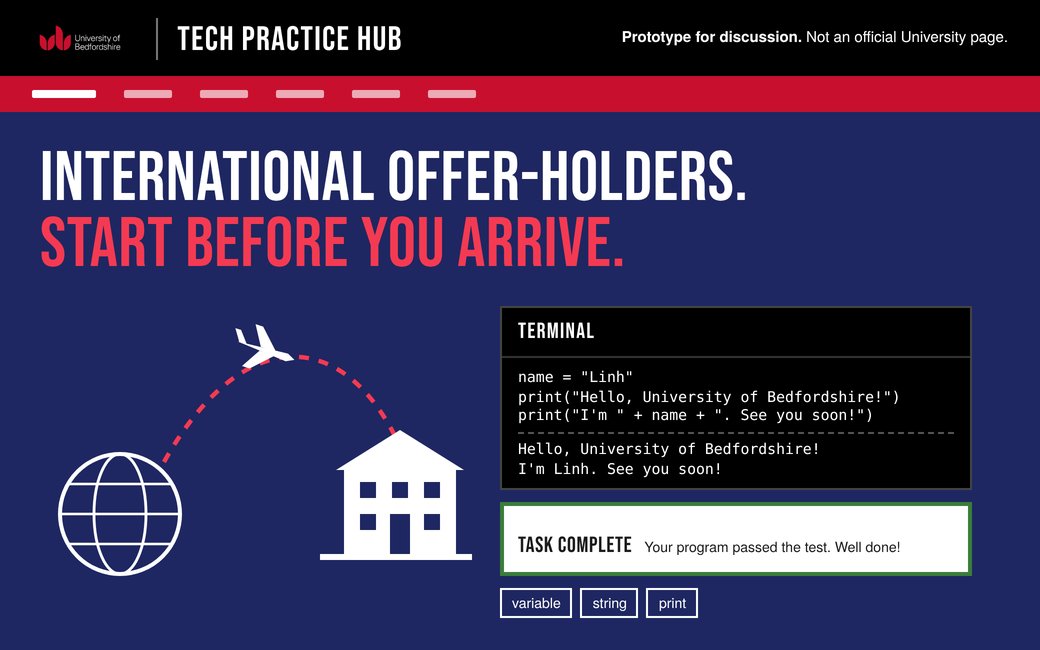 University of
Bedfordshire
TECH PRACTICE HUB
Prototype for discussion. Not an official University page.
INTERNATIONAL OFFER-HOLDERS.
START BEFORE YOU ARRIVE.
TERMINAL
name = "Linh"
print("Hello, University of Bedfordshire!")
print("I'm " + name + ". See you soon!")
Hello, University of Bedfordshire!
I'm Linh. See you soon!
TASK COMPLETE Your program passed the test. Well done!
variable string print